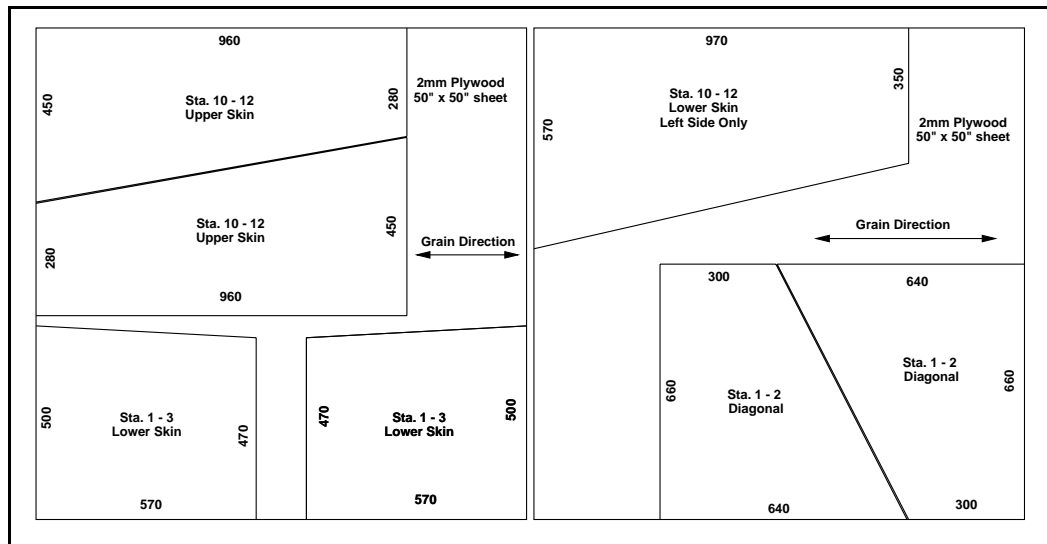 960
450
Sta. 10 - 12
Upper Skin
280
2mm Plywood
50" x 50" sheet
280
Sta. 10 - 12
Upper Skin
450
Grain Direction
960
500
Sta. 1 - 3
Lower Skin
470
570
470
Sta. 1 - 3
Lower Skin
500
570
970
570
Sta. 10 - 12
Lower Skin
Left Side Only
350
2mm Plywood
50" x 50" sheet
Grain Direction
300
660
Sta. 1 - 2
Diagonal
640
640
Sta. 1 - 2
Diagonal
660
300